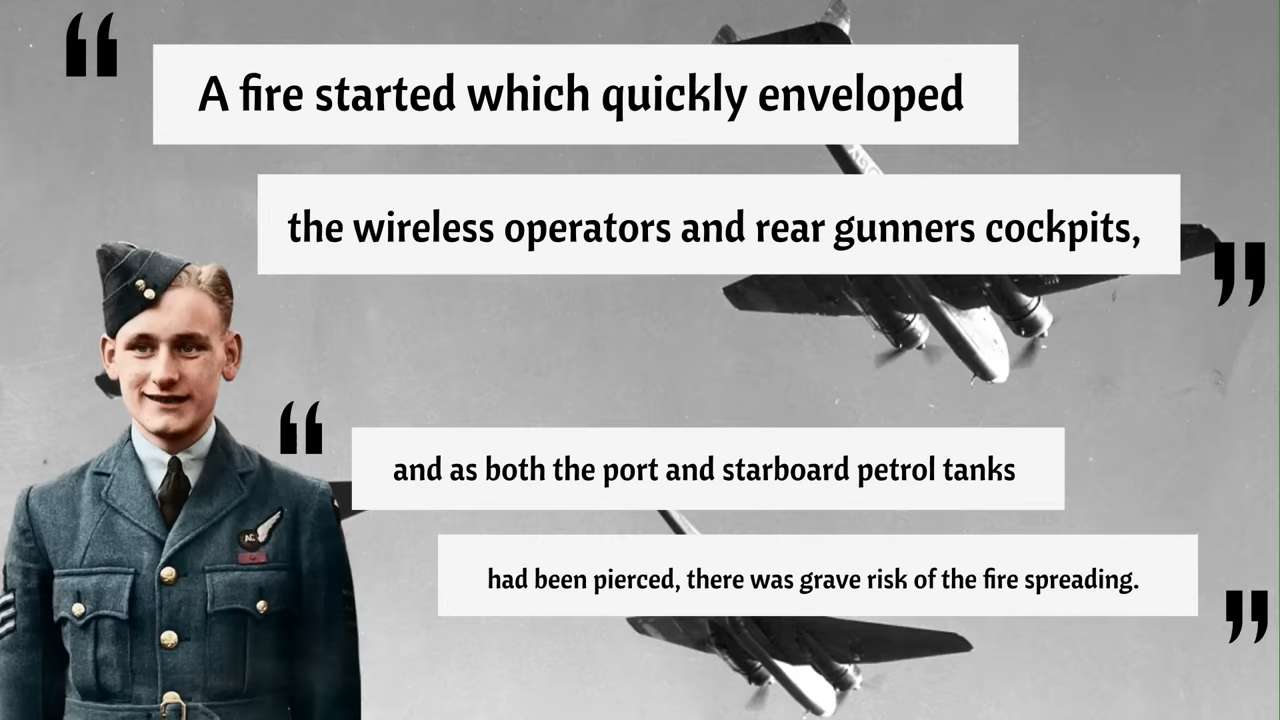 A fire started which quickly enveloped
the wireless operators and rear gunners cockpits,
and as both the port and starboard petrol tanks
had been pierced, there was grave risk of the fire spreading.
AG